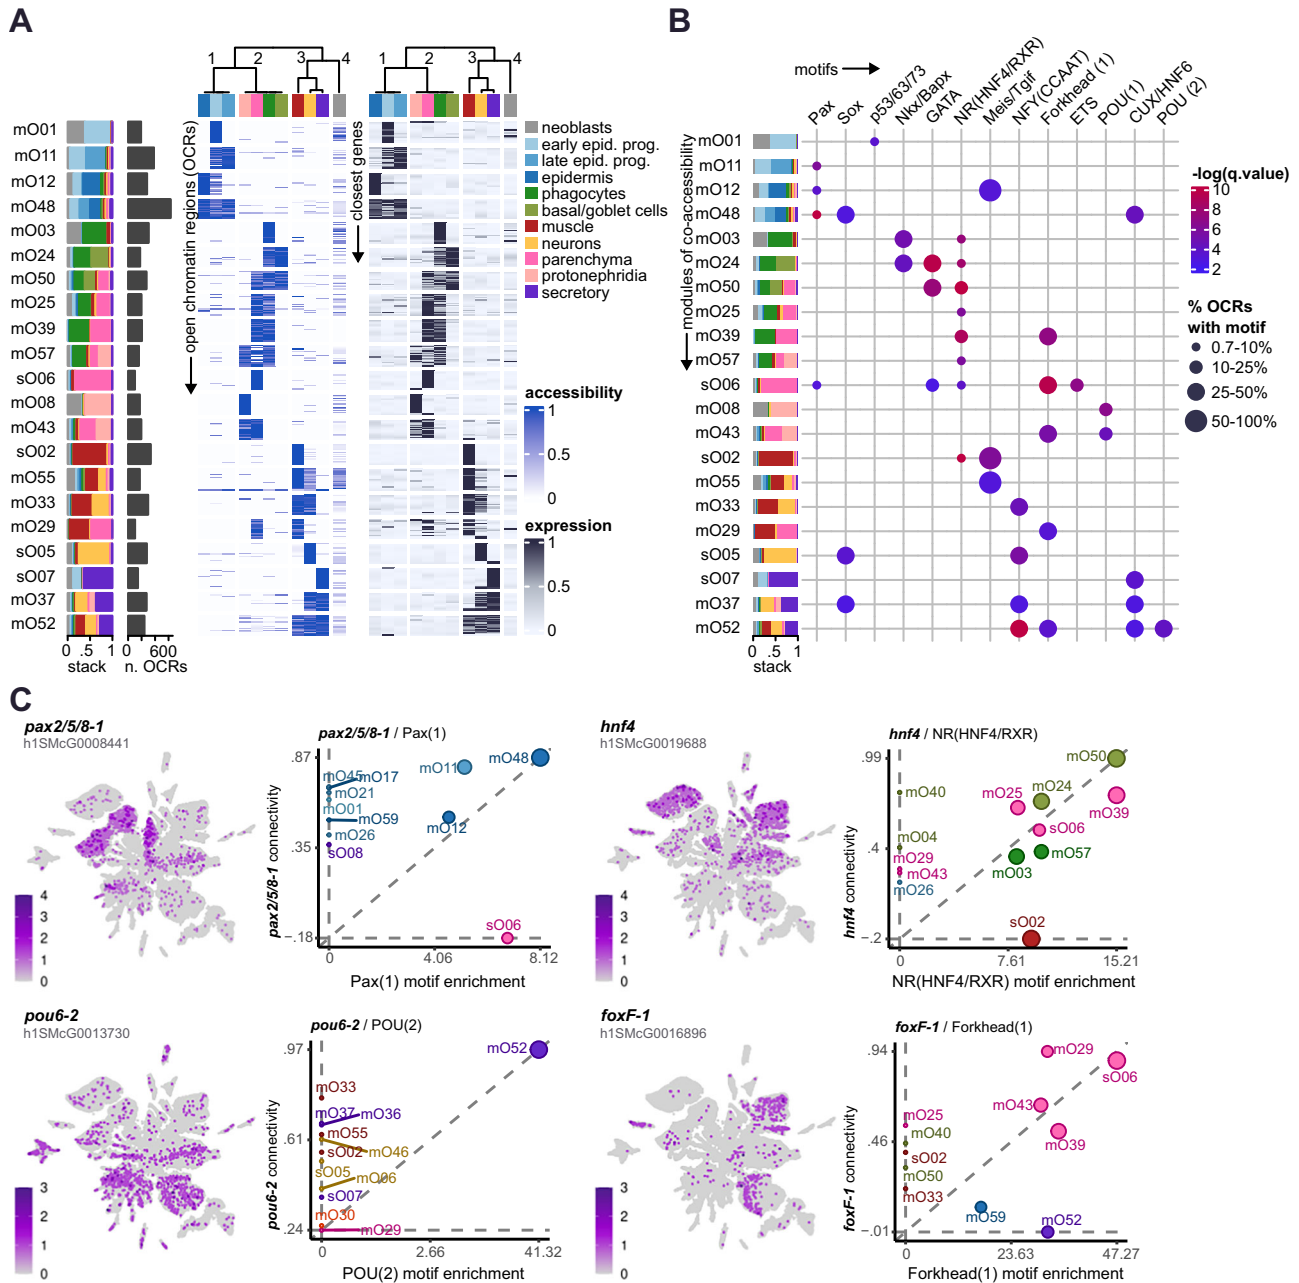 A
1
2
3
4
1
2
3
4
mO01
mO11
mO12
mO48
mO03
mO24
mO50
mO25
mO39
mO57
sO06
mO08
mO43
sO02
mO55
mO33
mO29
sO05
sO07
mO37
mO52
0 .5 1
stack
0 600
n. OCRs
open chromatin regions (OCRs)
closest genes
neoblasts
early epid. prog.
late epid. prog.
epidermis
phagocytes
basal/goblet cells
muscle
neurons
parenchyma
protonephridia
secretory
accessibility
1
0.5
0
expression
1
0.5
0
B
motifs
Pax
Sox
p53/63/73
Nkx/Bapx
GATA
NR(HNF4/RXR)
Meis/Tgif
NFY(CCAAT)
Forkhead (1)
ETS
POU(1)
CUX/HNF6
POU (2)
modules of co-accessibility
mO01
mO11
mO12
mO48
mO03
mO24
mO50
mO25
mO39
mO57
sO06
mO08
mO43
sO02
mO55
mO33
mO29
sO05
sO07
mO37
mO52
0 .5 1
stack
-log(q.value)
10
8
6
4
2
% OCRs
with motif
0.7-10%
10-25%
25-50%
50-100%
C
pax2/5/8-1
h1SMcG0008441
4
3
2
1
0
pax2/5/8-1 / Pax(1)
pax2/5/8-1 connectivity
.87
.35
-.18
mO48
mO11
mO45
mO17
mO21
mO01
mO59
mO12
mO26
sO08
sO06
0
4.06
8.12
Pax(1) motif enrichment
hnf4
h1SMcG0019688
4
3
2
1
0
hnf4 / NR(HNF4/RXR)
hnf4 connectivity
.99
.4
-.2
mO50
mO40
mO25
mO24
mO39
sO06
mO04
mO57
mO29
mO03
mO43
mO26
sO02
0
7.61
15.21
NR(HNF4/RXR) motif enrichment
pou6-2
h1SMcG0013730
3
2
1
0
pou6-2 / POU(2)
pou6-2 connectivity
.97
.61
.24
mO52
mO33
mO37
mO36
mO55
sO02
mO46
sO05
mO06
sO07
mO30
mO29
0
2.66
41.32
POU(2) motif enrichment
foxF-1
h1SMcG0016896
3
2
1
0
foxF-1 / Forkhead(1)
foxF-1 connectivity
.94
.46
-.01
mO29
sO06
mO43
mO25
mO40
mO39
sO02
mO50
mO33
mO59
mO52
0
23.63
47.27
Forkhead(1) motif enrichment